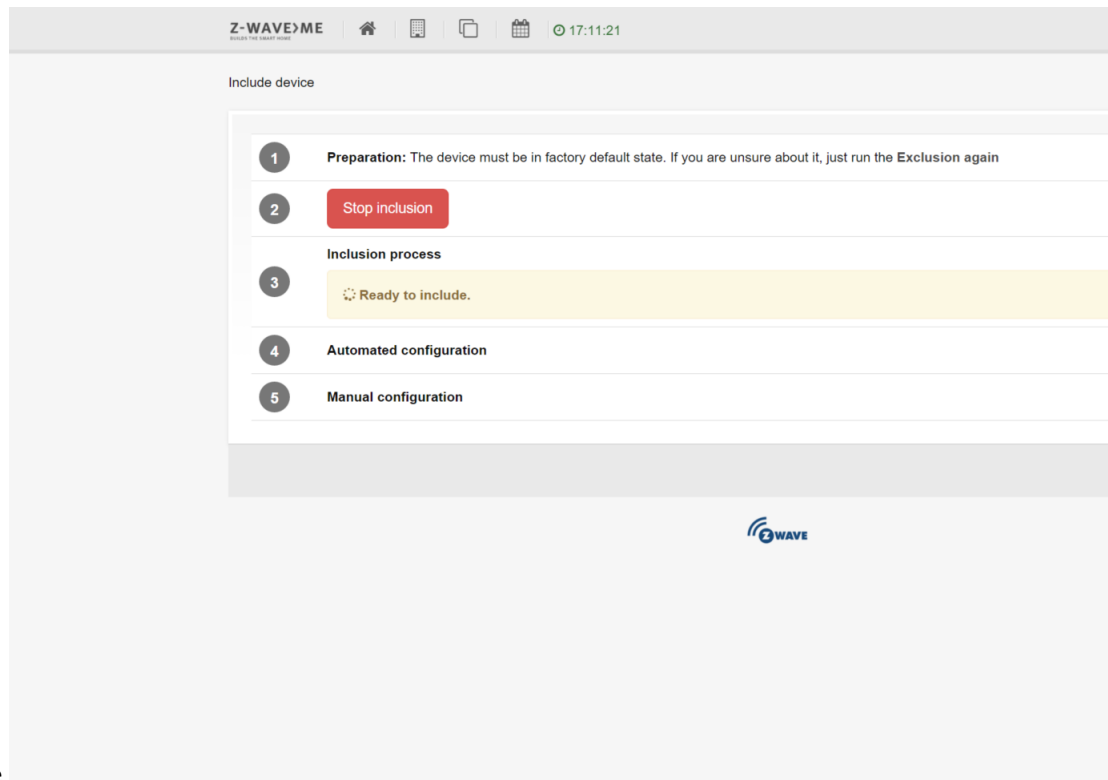 Z-WAVE>ME
BUILDS THE SMART HOME
17:11:21
Include device
1
Preparation: The device must be in factory default state. If you are unsure about it, just run the Exclusion again
2
Stop inclusion
Inclusion process
3
Ready to include.
4
Automated configuration
5
Manual configuration
Z WAVE